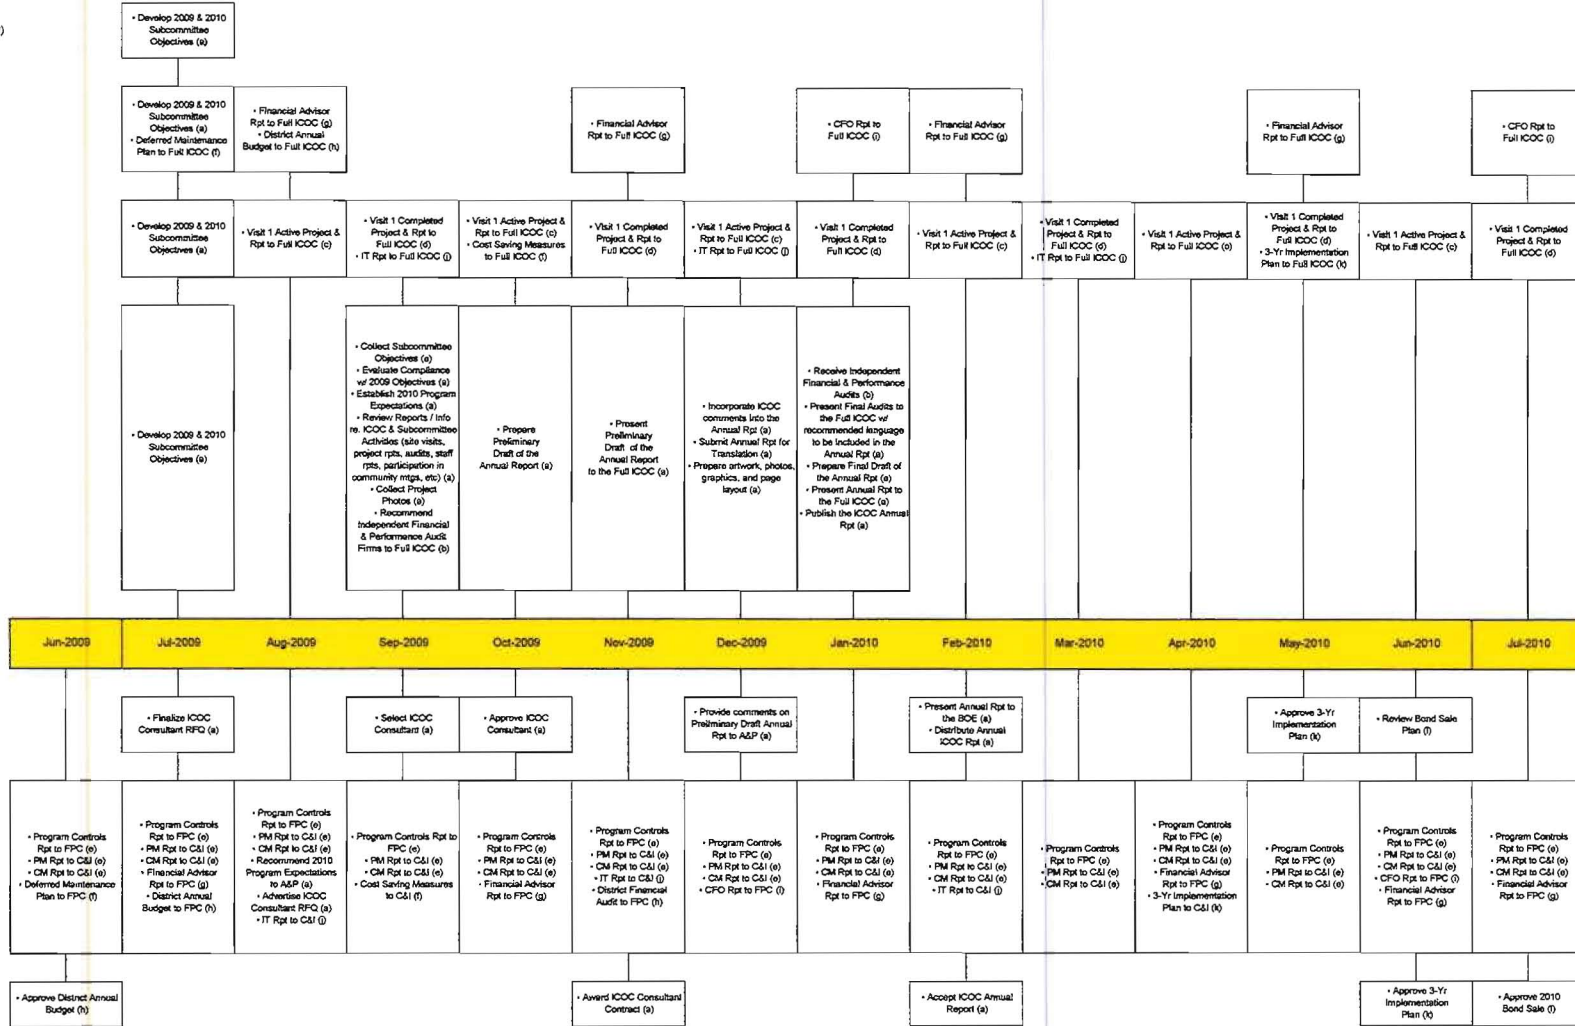 )
• Develop 2009 & 2010
Subcommittee
Objectives (a)
• Develop 2009 & 2010
Subcommittee
Objectives (a)
• Deferred Maintenance
Plan to Full ICOC (f)
• Financial Advisor
Rpt to Full ICOC (g)
• District Annual
Budget to Full ICOC (h)
• Financial Advisor
Rpt to Full ICOC (g)
• CFO Rpt to
Full ICOC (i)
• Financial Advisor
Rpt to Full ICOC (g)
• Financial Advisor
Rpt to Full ICOC (g)
• CFO Rpt to
Full ICOC (i)
• Develop 2009 & 2010
Subcommittee
Objectives (a)
• Visit 1 Active Project &
Rpt to Full ICOC (c)
• Visit 1 Completed
Project & Rpt to
Full ICOC (d)
• IT Rpt to Full ICOC (j)
• Visit 1 Active Project &
Rpt to Full ICOC (c)
• Cost Saving Measures
to Full ICOC (f)
• Visit 1 Completed
Project & Rpt to
Full ICOC (d)
• Visit 1 Active Project &
Rpt to Full ICOC (c)
• IT Rpt to Full ICOC (j)
• Visit 1 Completed
Project & Rpt to
Full ICOC (d)
• Visit 1 Active Project &
Rpt to Full ICOC (c)
• Visit 1 Completed
Project & Rpt to
Full ICOC (d)
• IT Rpt to Full ICOC (j)
• Visit 1 Active Project &
Rpt to Full ICOC (c)
• Visit 1 Completed
Project & Rpt to
Full ICOC (d)
• 3-Yr Implementation
Plan to Full ICOC (k)
• Visit 1 Active Project &
Rpt to Full ICOC (c)
• Visit 1 Completed
Project & Rpt to
Full ICOC (d)
• Develop 2009 & 2010
Subcommittee
Objectives (a)
• Collect Subcommittee
Objectives (a)
• Evaluate Compliance
w/ 2009 Objectives (a)
• Establish 2010 Program
Expectations (a)
• Review Reports / Info
re. ICOC & Subcommittee
Activities (site visits,
project rpts, audits, staff
rpts, participation in
community mtgs, etc) (a)
• Collect Project
Photos (a)
• Recommend
Independent Financial
& Performance Audit
Firms to Full ICOC (b)
• Prepare
Preliminary
Draft of the
Annual Report (a)
• Present
Preliminary
Draft of the
Annual Report
to the Full ICOC (a)
• Incorporate ICOC
comments into the
Annual Rpt (a)
• Submit Annual Rpt for
Translation (a)
• Prepare artwork, photos,
graphics, and page
layout (a)
• Receive Independent
Financial & Performance
Audits (b)
• Present Final Audits to
the Full ICOC w/
recommended language
to be included in the
Annual Rpt (a)
• Prepare Final Draft of
the Annual Rpt (a)
• Present Annual Rpt to
the Full ICOC (a)
• Publish the ICOC Annual
Rpt (a)
Jun-2009
Jul-2009
Aug-2009
Sep-2009
Oct-2009
Nov-2009
Dec-2009
Jan-2010
Feb-2010
Mar-2010
Apr-2010
May-2010
Jun-2010
Jul-2010
• Finalize ICOC
Consultant RFQ (a)
• Select ICOC
Consultant (a)
• Approve ICOC
Consultant (a)
• Provide comments on
Preliminary Draft Annual
Rpt to A&P (a)
• Present Annual Rpt to
the BOE (a)
• Distribute Annual
ICOC Rpt (a)
• Approve 3-Yr
Implementation
Plan (k)
• Review Bond Sale
Plan (l)
• Program Controls
Rpt to FPC (e)
• PM Rpt to C&I (e)
• CM Rpt to C&I (e)
• Deferred Maintenance
Plan to FPC (f)
• Program Controls
Rpt to FPC (e)
• PM Rpt to C&I (e)
• CM Rpt to C&I (e)
• Financial Advisor
Rpt to FPC (g)
• District Annual
Budget to FPC (h)
• Program Controls
Rpt to FPC (e)
• PM Rpt to C&I (e)
• CM Rpt to C&I (e)
• Recommend 2010
Program Expectations
to A&P (a)
• Advertise ICOC
Consultant RFQ (a)
• IT Rpt to C&I (j)
• Program Controls Rpt to
FPC (e)
• PM Rpt to C&I (e)
• CM Rpt to C&I (e)
• Cost Saving Measures
to C&I (f)
• Program Controls
Rpt to FPC (e)
• PM Rpt to C&I (e)
• CM Rpt to C&I (e)
• Financial Advisor
Rpt to FPC (g)
• Program Controls
Rpt to FPC (e)
• PM Rpt to C&I (e)
• CM Rpt to C&I (e)
• IT Rpt to C&I (j)
• District Financial
Audit to FPC (h)
• Program Controls
Rpt to FPC (e)
• PM Rpt to C&I (e)
• CM Rpt to C&I (e)
• CFO Rpt to FPC (i)
• Program Controls
Rpt to FPC (e)
• PM Rpt to C&I (e)
• CM Rpt to C&I (e)
• Financial Advisor
Rpt to FPC (g)
• Program Controls
Rpt to FPC (e)
• PM Rpt to C&I (e)
• CM Rpt to C&I (e)
• IT Rpt to C&I (j)
• Program Controls
Rpt to FPC (e)
• PM Rpt to C&I (e)
• CM Rpt to C&I (e)
• Program Controls
Rpt to FPC (e)
• PM Rpt to C&I (e)
• CM Rpt to C&I (e)
• Financial Advisor
Rpt to FPC (g)
• 3-Yr Implementation
Plan to C&I (k)
• Program Controls
Rpt to FPC (e)
• PM Rpt to C&I (e)
• CM Rpt to C&I (e)
• Program Controls
Rpt to FPC (e)
• PM Rpt to C&I (e)
• CM Rpt to C&I (e)
• CFO Rpt to FPC (i)
• Financial Advisor
Rpt to FPC (g)
• Program Controls
Rpt to FPC (e)
• PM Rpt to C&I (e)
• CM Rpt to C&I (e)
• Financial Advisor
Rpt to FPC (g)
• Approve District Annual
Budget (h)
• Award ICOC Consultant
Contract (a)
• Accept ICOC Annual
Report (a)
• Approve 3-Yr
Implementation
Plan (k)
• Approve 2010
Bond Sale (l)